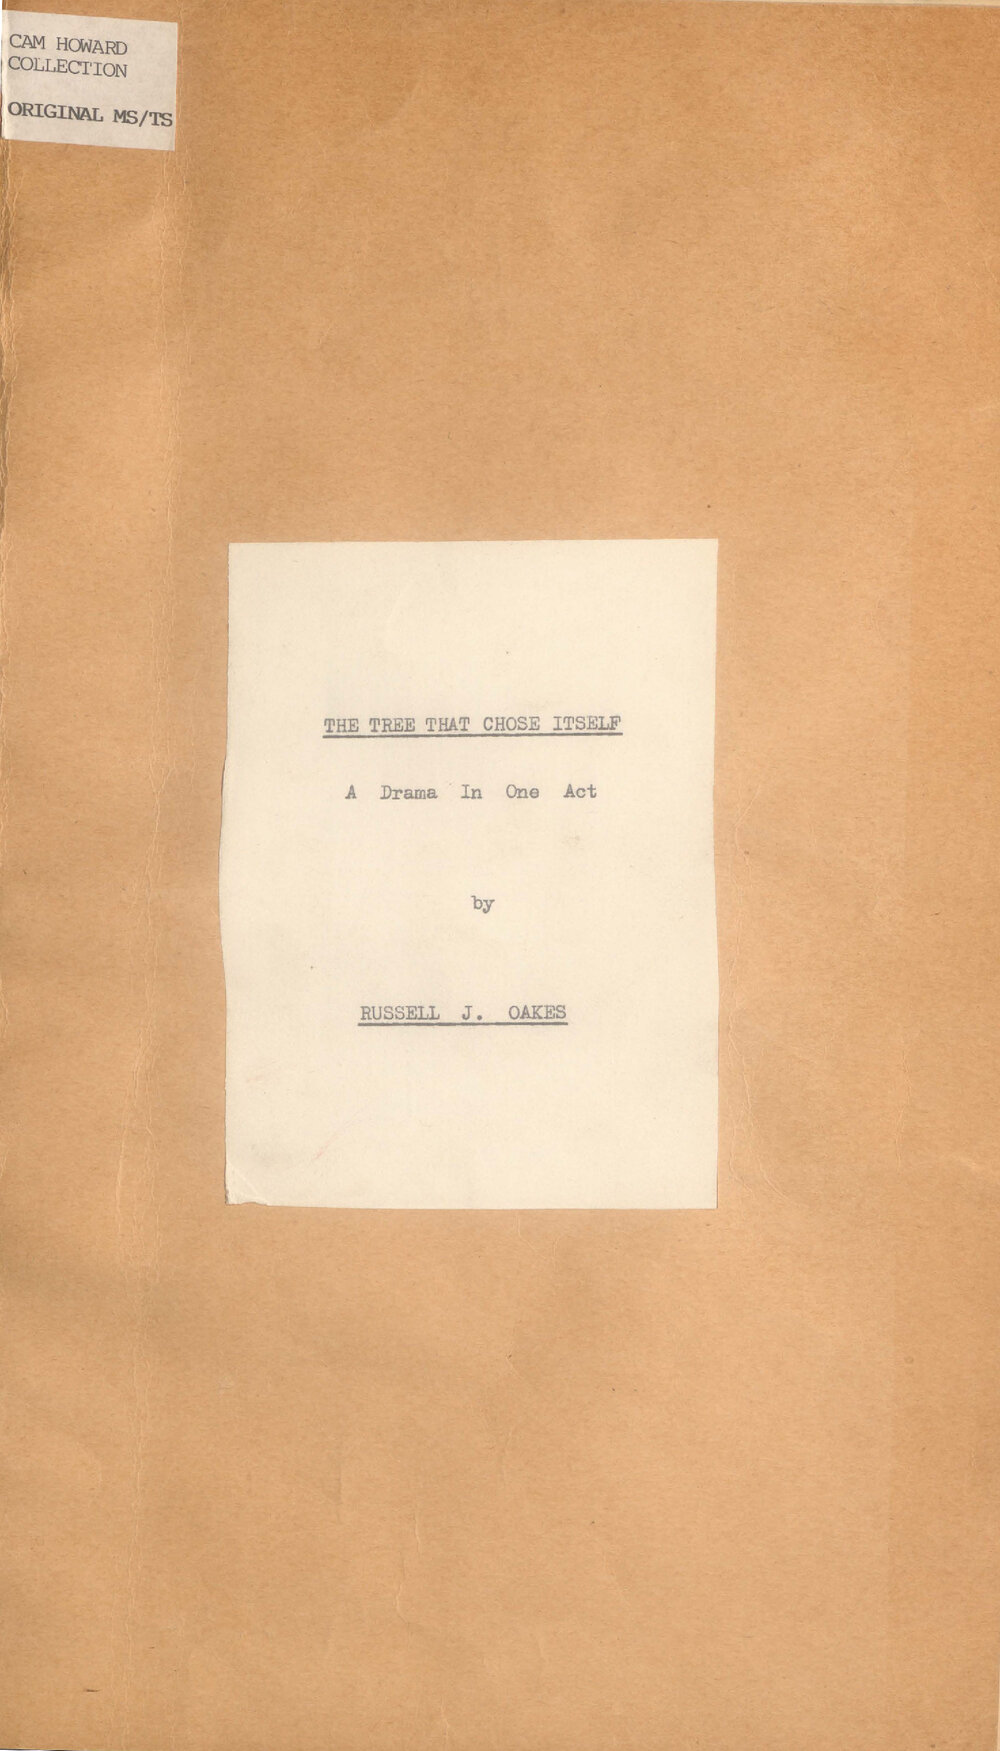 CAM HOWARD
COLLECTION
ORIGINAL MS/TS
THE TREE THAT CHOSE ITSELF
A Drama In One Act
by
RUSSELL J. OAKES